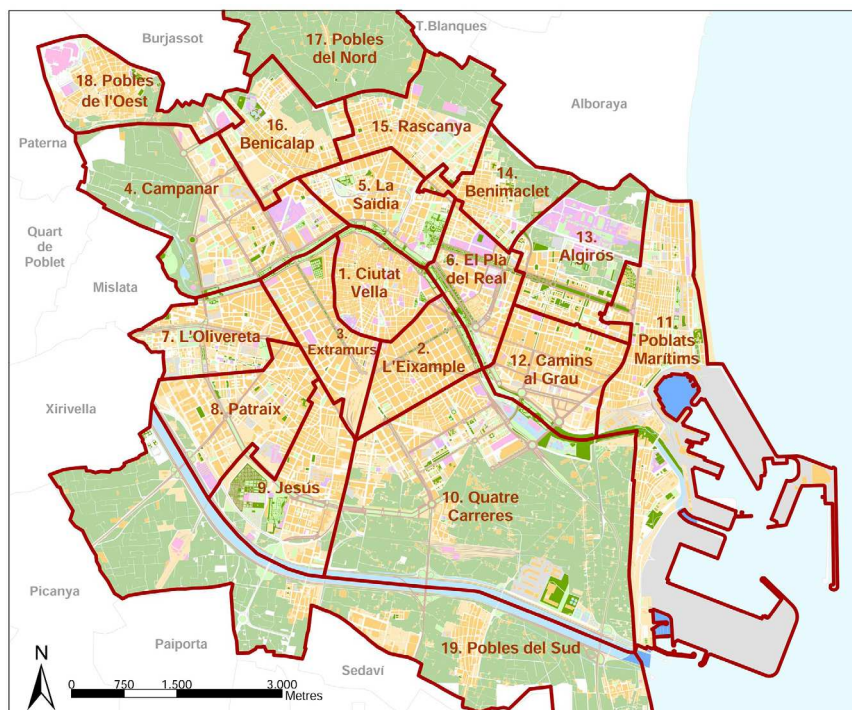 Burjassot
T.Blanques
17. Pobles
del Nord
18. Pobles
de l'Oest
Alboraya
16.
Benicalap
15. Rascanya
Paterna
4. Campanar
5. La
Saïdia
14.
Benimaclet
Quart
de
Poblet
13.
Algirós
6. El Pla
del Real
1. Ciutat
Vella
Mislata
7. L'Olivereta
3.
Extramurs
2.
L'Eixample
11.
Poblats
Marítims
12. Camins
al Grau
Xirivella
8. Patraix
9. Jesús
10. Quatre
Carreres
Picanya
Paiporta
Sedaví
19. Pobles del Sud
N
0 750 1.500 3.000
Metres